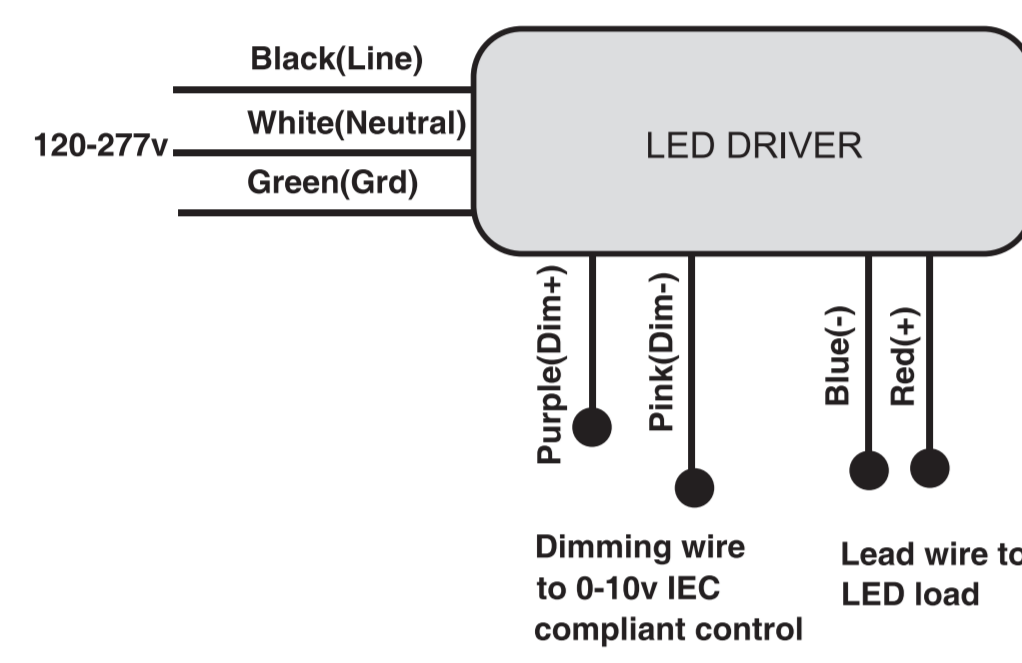 Black(Line)
White(Neutral)
120-277v
Green(Grd)
LED DRIVER
Purple(Dim+)
Pink(Dim-)
Blue(-)
Red(+)
Dimming wire
to 0-10v IEC
compliant control
Lead wire to
LED load